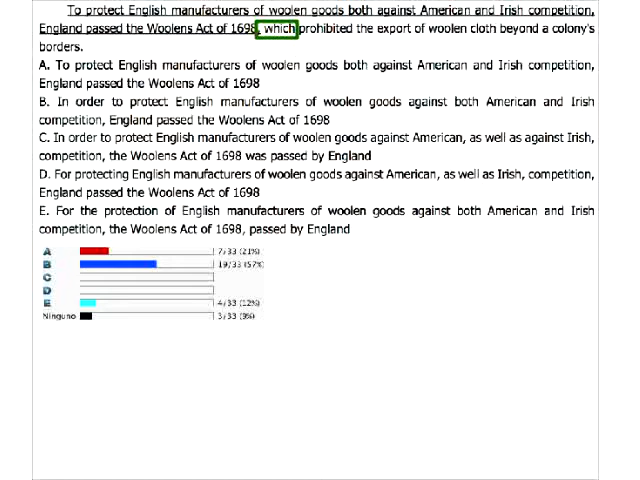 To protect English manufacturers of woolen goods both against American and Irish competition,
England passed the Woolens Act of 1698, which prohibited the export of woolen cloth beyond a colony's
borders.
A. To protect English manufacturers of woolen goods both against American and Irish competition,
England passed the Woolens Act of 1698
B. In order to protect English manufacturers of woolen goods against both American and Irish
competition, England passed the Woolens Act of 1698
C. In order to protect English manufacturers of woolen goods against American, as well as against Irish,
competition, the Woolens Act of 1698 was passed by England
D. For protecting English manufacturers of woolen goods against American, as well as Irish, competition,
England passed the Woolens Act of 1698
E. For the protection of English manufacturers of woolen goods against both American and Irish
competition, the Woolens Act of 1698, passed by England
A 7/33 (21%)
B 19/33 (57%)
C
D
E 4/33 (12%)
Ninguno 3/33 (9%)